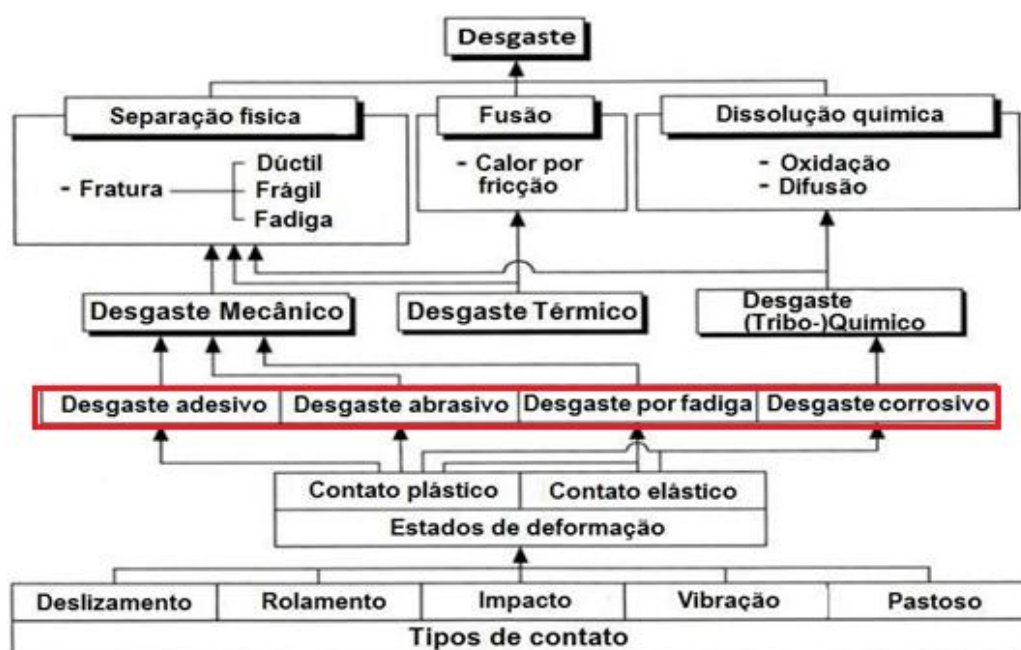 Desgaste
Separação física
Fusão
Dissolução química
- Fratura
Dúctil
Frágil
Fadiga
- Calor por
fricção
- Oxidação
- Difusão
Desgaste Mecânico
Desgaste Térmico
Desgaste
(Tribo-)Químico
Desgaste adesivo
Desgaste abrasivo
Desgaste por fadiga
Desgaste corrosivo
Contato plástico
Contato elástico
Estados de deformação
Deslizamento
Rolamento
Impacto
Vibração
Pastoso
Tipos de contato